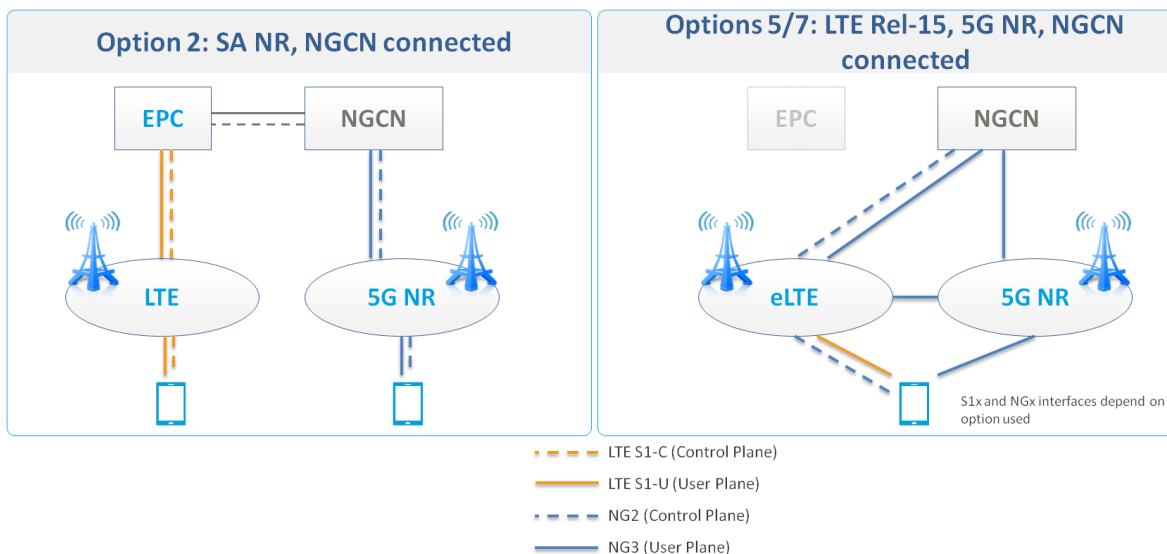 Option 2: SA NR, NGCN connected
EPC
NGCN
LTE
5G NR
Options 5/7: LTE Rel-15, 5G NR, NGCN
connected
EPC
NGCN
eLTE
5G NR
S1x and NGx interfaces depend on
option used
LTE S1-C (Control Plane)
LTE S1-U (User Plane)
NG2 (Control Plane)
NG3 (User Plane)